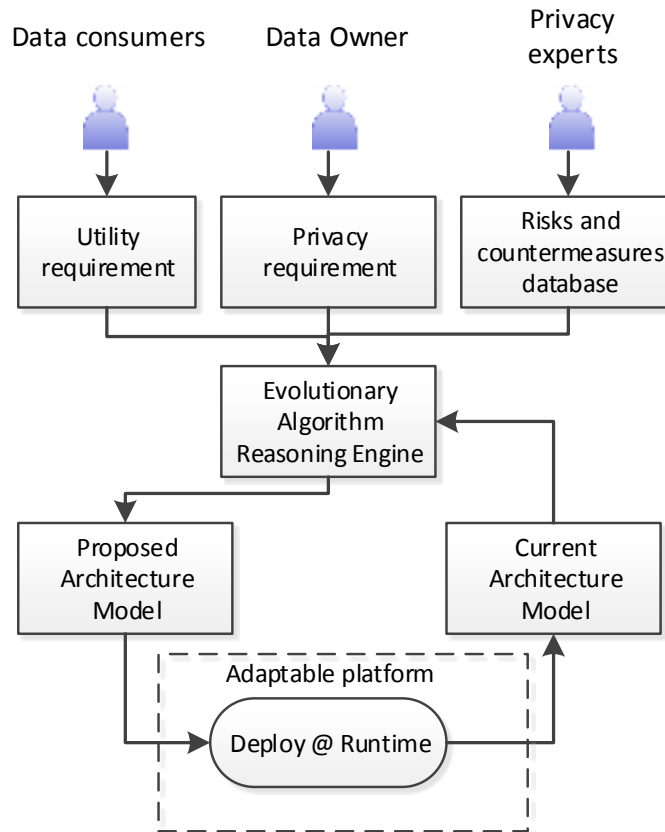 Data consumers
Data Owner
Privacy
experts
Utility
requirement
Privacy
requirement
Risks and
countermeasures
database
Evolutionary
Algorithm
Reasoning Engine
Proposed
Architecture
Model
Current
Architecture
Model
Adaptable platform
Deploy @ Runtime